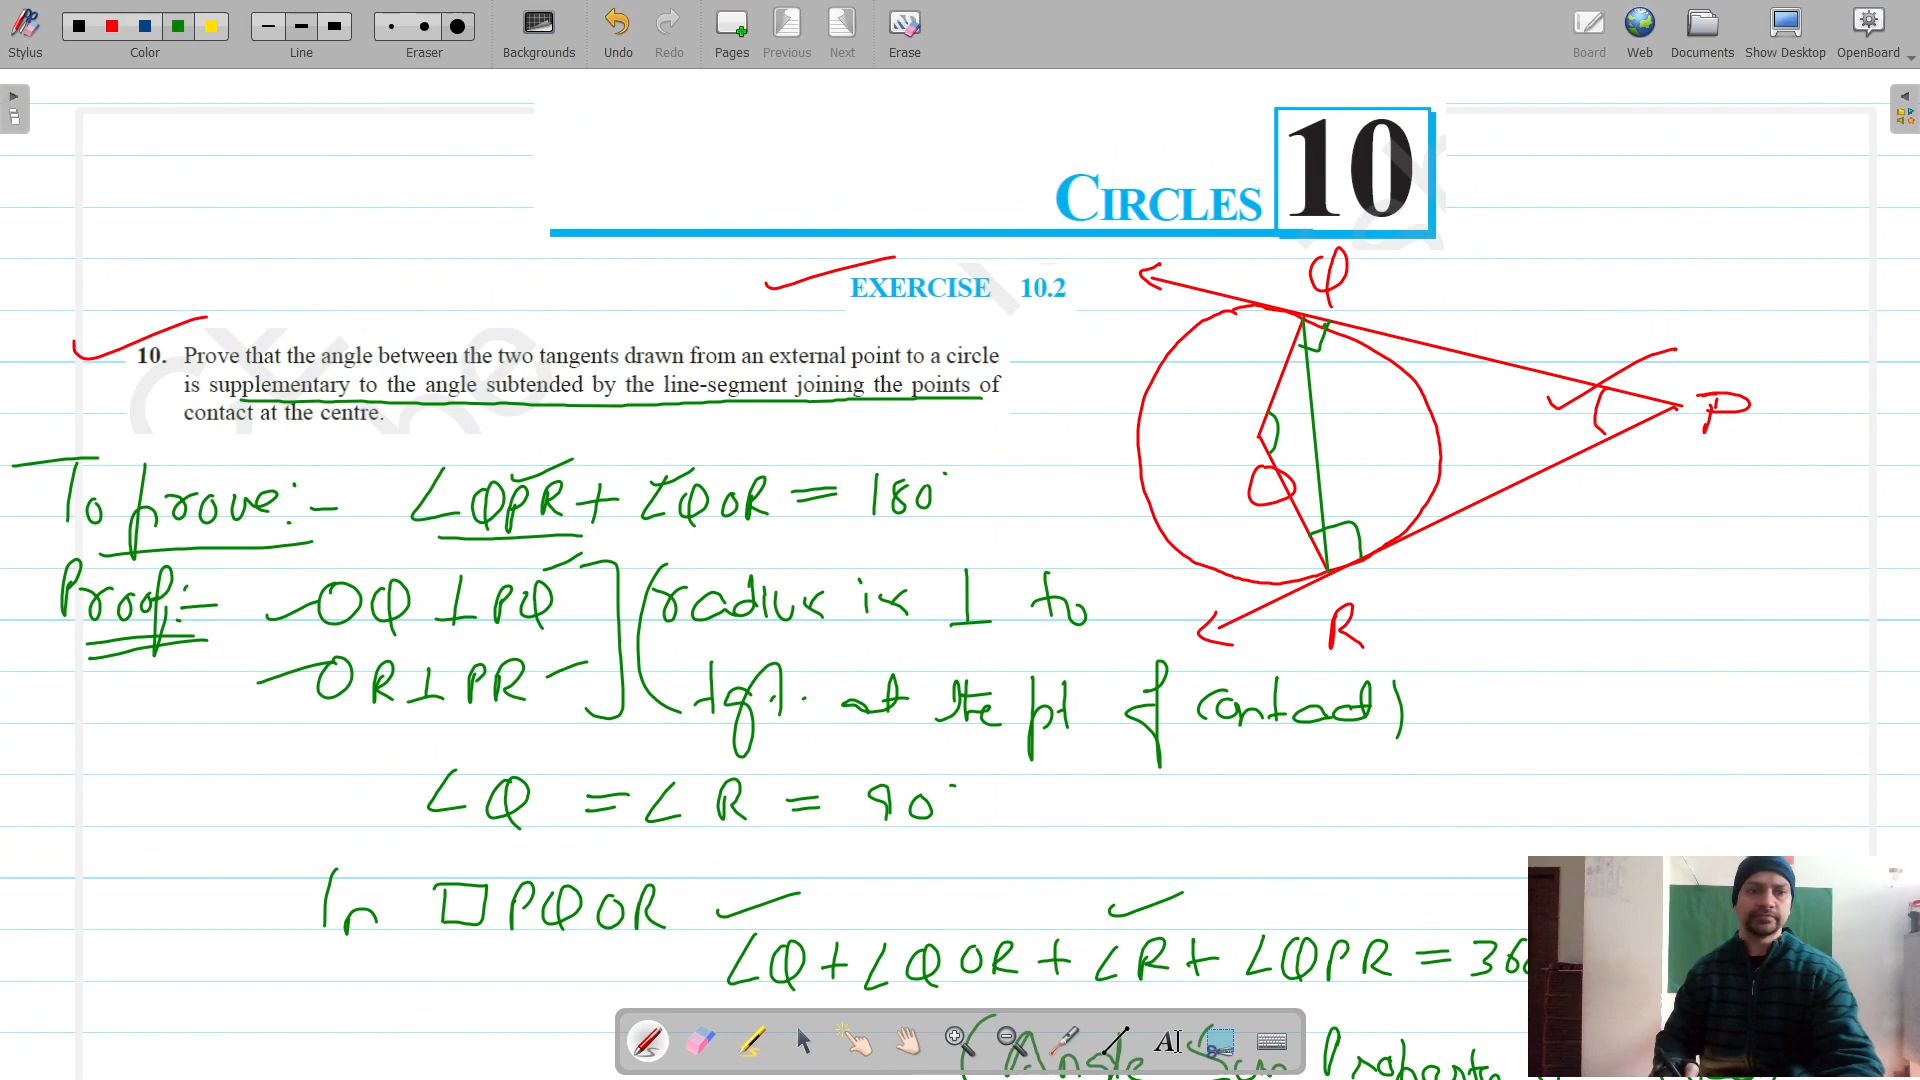 Stylus
Color
Line
Eraser
Backgrounds
Undo
Redo
Pages
Previous
Next
Erase
Board
Web
Documents
Show Desktop
OpenBoard
CIRCLES 10
EXERCISE 10.2
10. Prove that the angle between the two tangents drawn from an external point to a circle
is supplementary to the angle subtended by the line-segment joining the points of
contact at the centre.
Q
P
O
R
To prove:- ∠QPR + ∠QOR = 180°
Proof:- OQ ⊥ PQ (radius is ⊥ to
OR ⊥ PR tgt. at the pt of contact)
∠Q = ∠R = 90°
In □ PQOR
∠Q + ∠QOR + ∠R + ∠QPR = 36
(Angle Sum